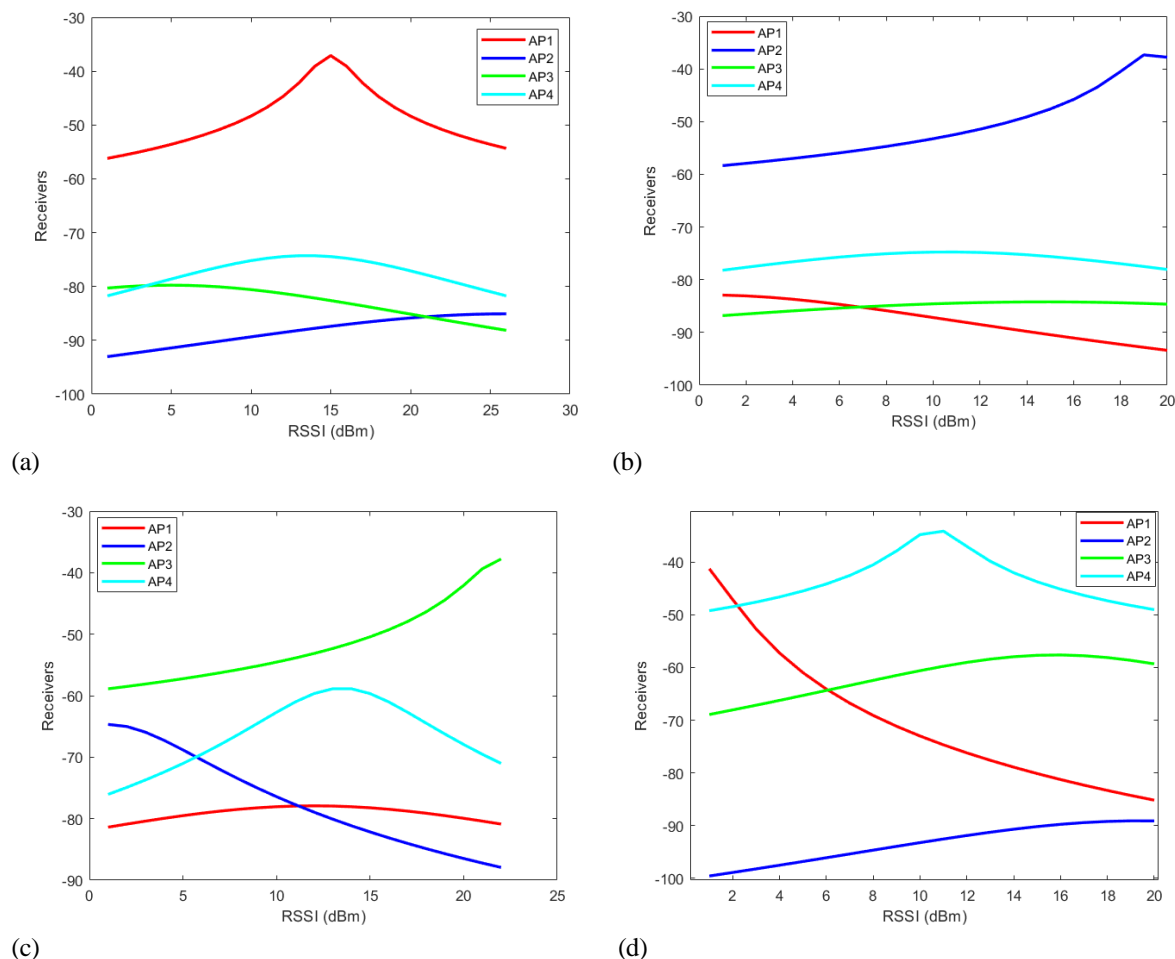 -30
-40
-50
-60
-70
-80
-90
-100
0 5 10 15 20 25 30
Receivers
RSSI (dBm)
AP1
AP2
AP3
AP4
(a)
-30
-40
-50
-60
-70
-80
-90
-100
0 2 4 6 8 10 12 14 16 18 20
Receivers
RSSI (dBm)
AP1
AP2
AP3
AP4
(b)
-30
-40
-50
-60
-70
-80
-90
0 5 10 15 20 25
Receivers
RSSI (dBm)
AP1
AP2
AP3
AP4
(c)
-40
-50
-60
-70
-80
-90
-100
2 4 6 8 10 12 14 16 18 20
Receivers
RSSI (dBm)
AP1
AP2
AP3
AP4
(d)